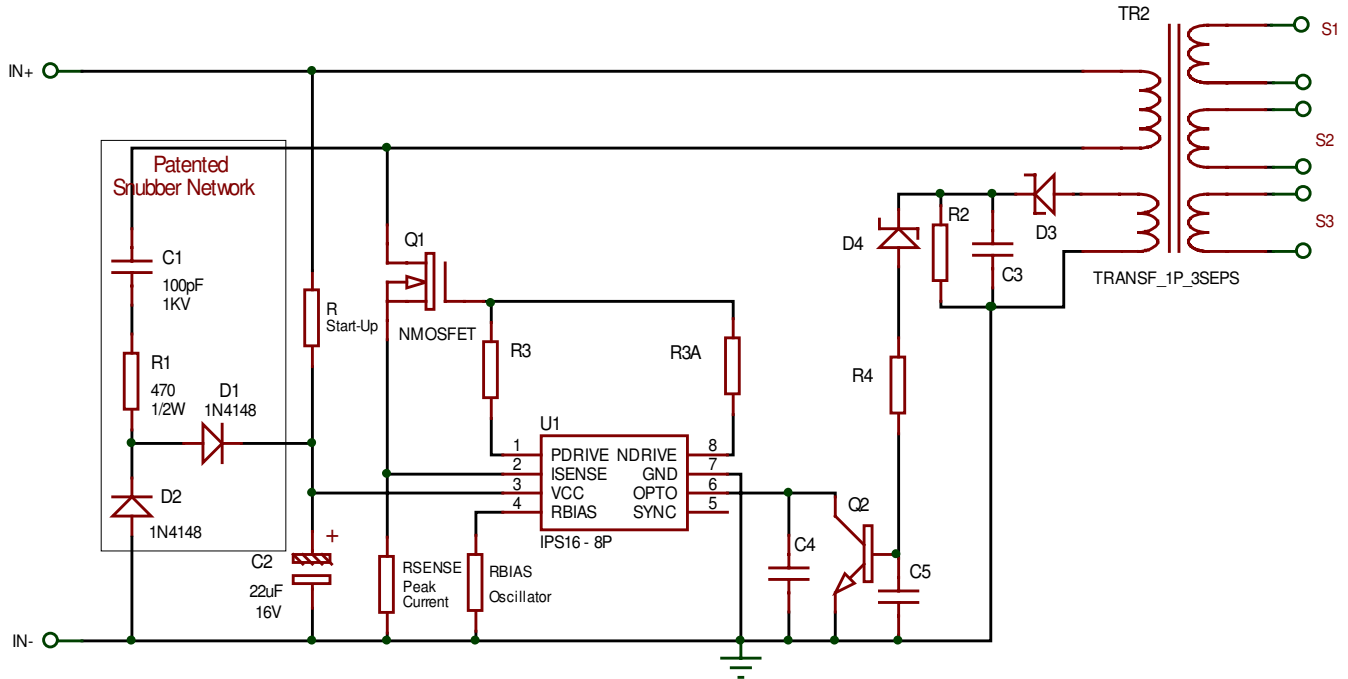 TR2
S1
IN+
S2
Patented
Snubber Network
R2
S3
Q1
D4
D3
C1
100pF
1KV
C3
TRANSF_1P_3SEPS
R
Start-Up
NMOSFET
R3
R3A
R1
470
1/2W
D1
1N4148
R4
U1
1 PDRIVE NDRIVE 8
2 ISENSE GND 7
3 VCC OPTO 6
4 RBIAS SYNC 5
IPS16 - 8P
D2
1N4148
Q2
+
C2
22uF
16V
RSENSE
Peak
Current
RBIAS
Oscillator
C4
C5
IN-